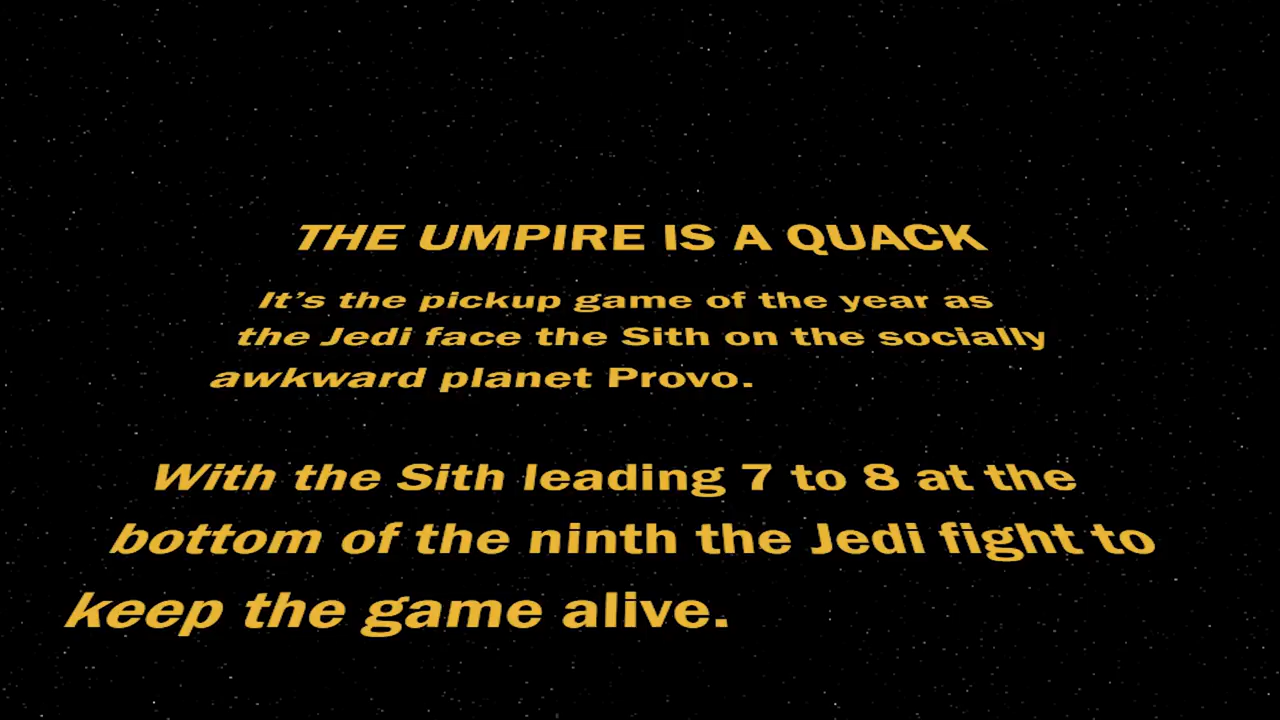 THE UMPIRE IS A QUACK
It’s the pickup game of the year as
the Jedi face the Sith on the socially
awkward planet Provo.
With the Sith leading 7 to 8 at the
bottom of the ninth the Jedi fight to
keep the game alive.